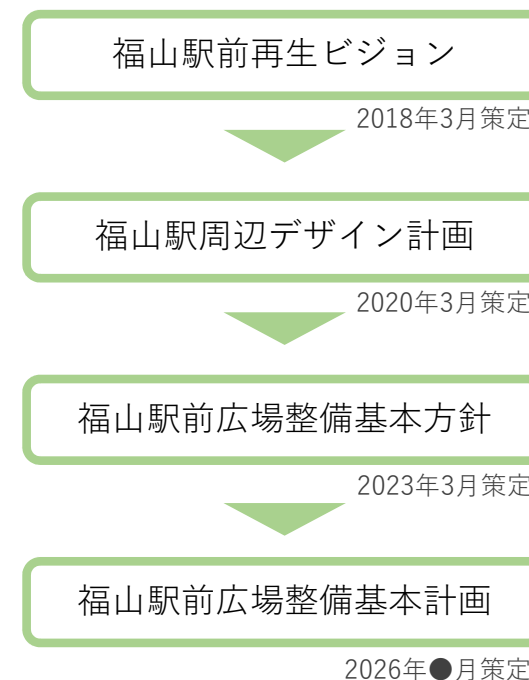 福山駅前再生ビジョン
2018年3月策定
福山駅周辺デザイン計画
2020年3月策定
福山駅前広場整備基本方針
2023年3月策定
福山駅前広場整備基本計画
2026年●月策定